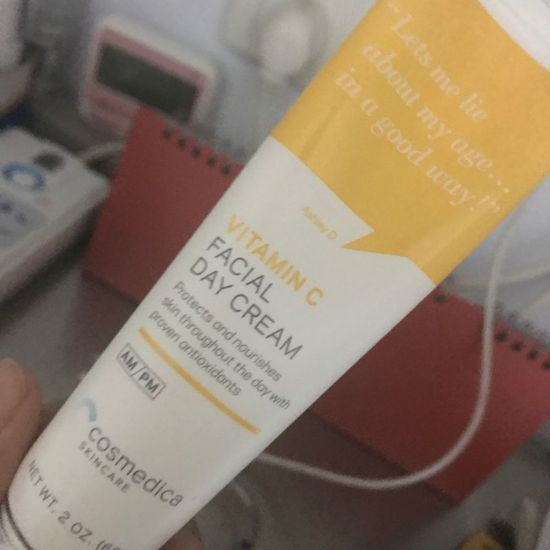 "Lets me lie
about my age...
in a good way!"
Ashley D
VITAMIN C
FACIAL
DAY CREAM
Protects and nourishes
skin throughout the day with
proven antioxidants
AM/PM
cosmedica
SKINCARE
NET WT. 2 OZ.